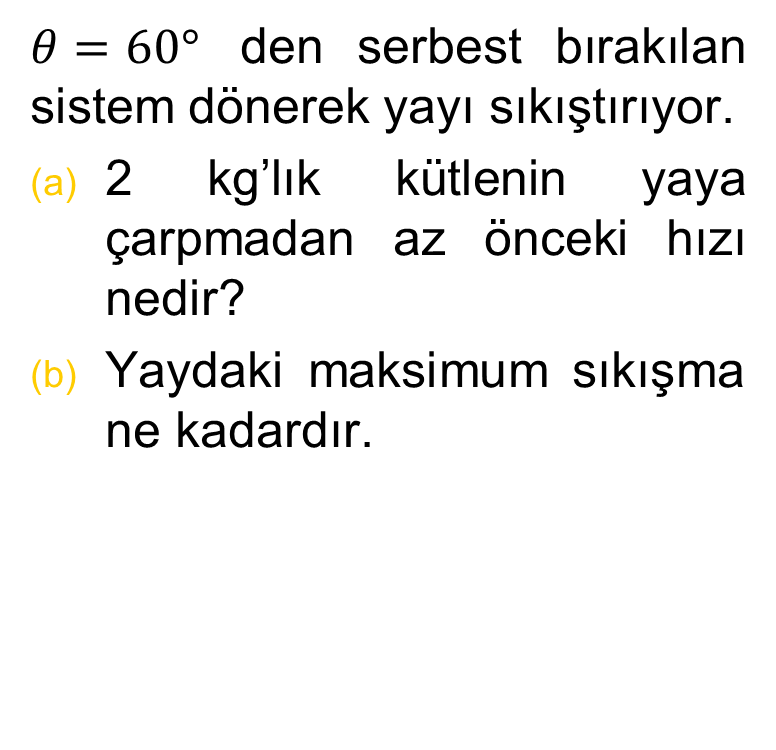 𝜃 = 60° den serbest bırakılan
sistem dönerek yayı sıkıştırıyor.
(a) 2 kg’lık kütlenin yaya
çarpmadan az önceki hızı
nedir?
(b) Yaydaki maksimum sıkışma
ne kadardır.